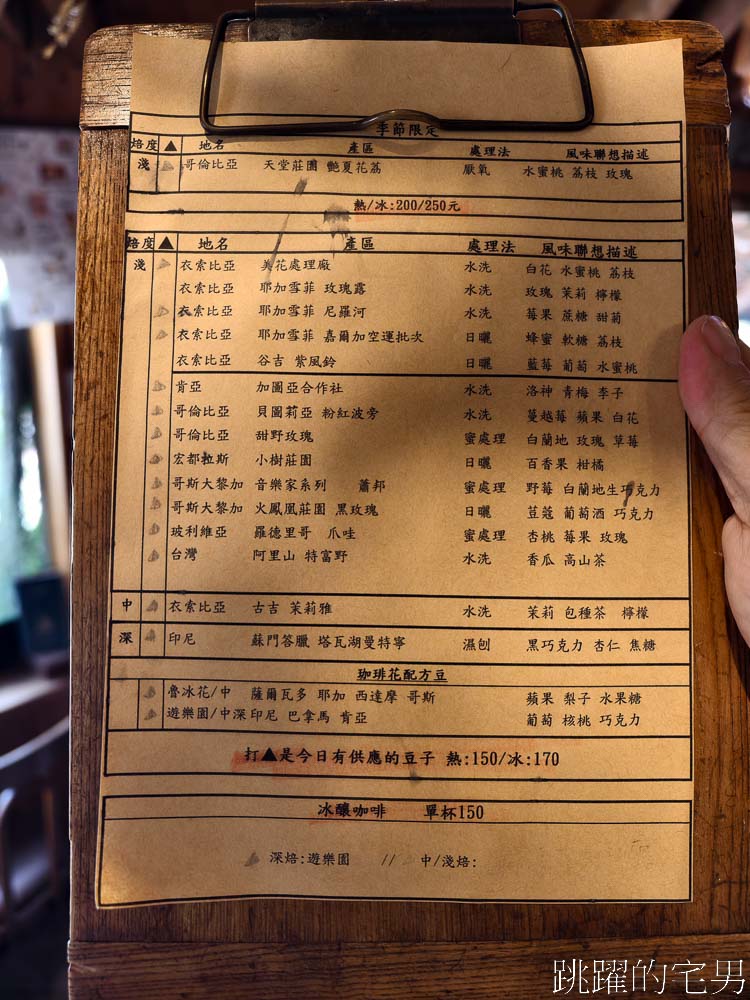 季節限定
焙度 ▲ 地名 產區 處理法 風味聯想描述
淺 哥倫比亞 天堂莊園 艷夏花荔 厭氧 水蜜桃 荔枝 玫瑰
熱/冰:200/250元
焙度 ▲ 地名 產區 處理法 風味聯想描述
淺 衣索比亞 美花處理廠 水洗 白花 水蜜桃 荔枝
衣索比亞 耶加雪菲 玫瑰露 水洗 玫瑰 茉莉 檸檬
衣索比亞 耶加雪菲 尼羅河 水洗 莓果 蔗糖 甜菊
衣索比亞 耶加雪菲 嘉爾加空運批次 日曬 蜂蜜 軟糖 荔枝
衣索比亞 谷吉 紫風鈴 日曬 藍莓 葡萄 水蜜桃
肯亞 加圖亞合作社 水洗 洛神 青梅 李子
哥倫比亞 貝圖莉亞 粉紅波旁 水洗 蔓越莓 蘋果 白花
哥倫比亞 甜野玫瑰 蜜處理 白蘭地 玫瑰 草莓
宏都拉斯 小樹莊園 日曬 百香果 柑橘
哥斯大黎加 音樂家系列 蕭邦 蜜處理 野莓 白蘭地生巧克力
哥斯大黎加 火鳳凰莊園 黑玫瑰 日曬 荳蔻 葡萄酒 巧克力
玻利維亞 羅德里哥 爪哇 蜜處理 杏桃 莓果 玫瑰
台灣 阿里山 特富野 水洗 香瓜 高山茶
中 衣索比亞 古吉 茉莉雅 水洗 茉莉 包種茶 檸檬
深 印尼 蘇門答臘 塔瓦湖曼特寧 濕刨 黑巧克力 杏仁 焦糖
珈琲花配方豆
魯冰花/中 薩爾瓦多 耶加 西達摩 哥斯 蘋果 梨子 水果糖
遊樂園/中深印尼 巴拿馬 肯亞 葡萄 核桃 巧克力
打▲是今日有供應的豆子 熱:150/冰:170
冰釀咖啡 單杯150
深焙:遊樂園 // 中/淺焙:
跳躍的宅男